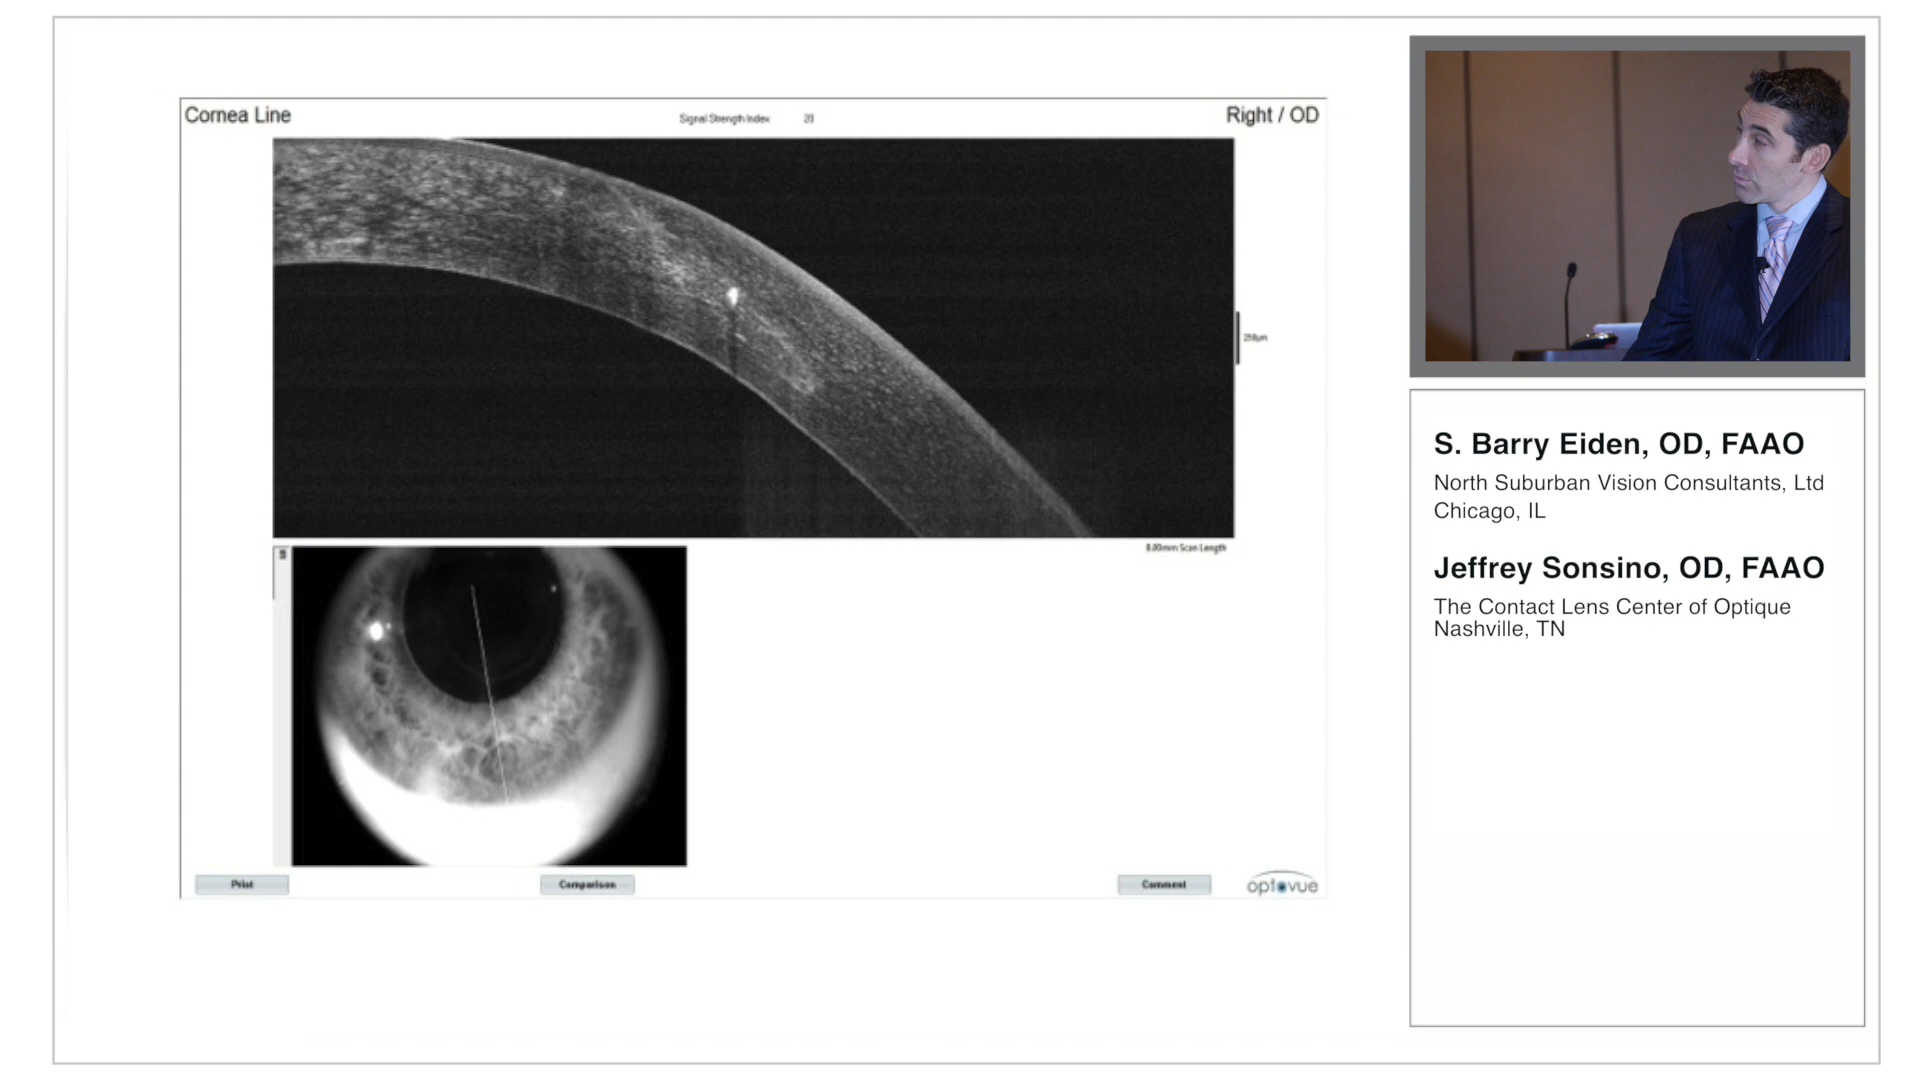 Cornea Line
Signal Strength Index 20
Right / OD
250µm
8.00mm Scan Length
Print
Comparison
Comment
optovue
S. Barry Eiden, OD, FAAO
North Suburban Vision Consultants, Ltd
Chicago, IL
Jeffrey Sonsino, OD, FAAO
The Contact Lens Center of Optique
Nashville, TN